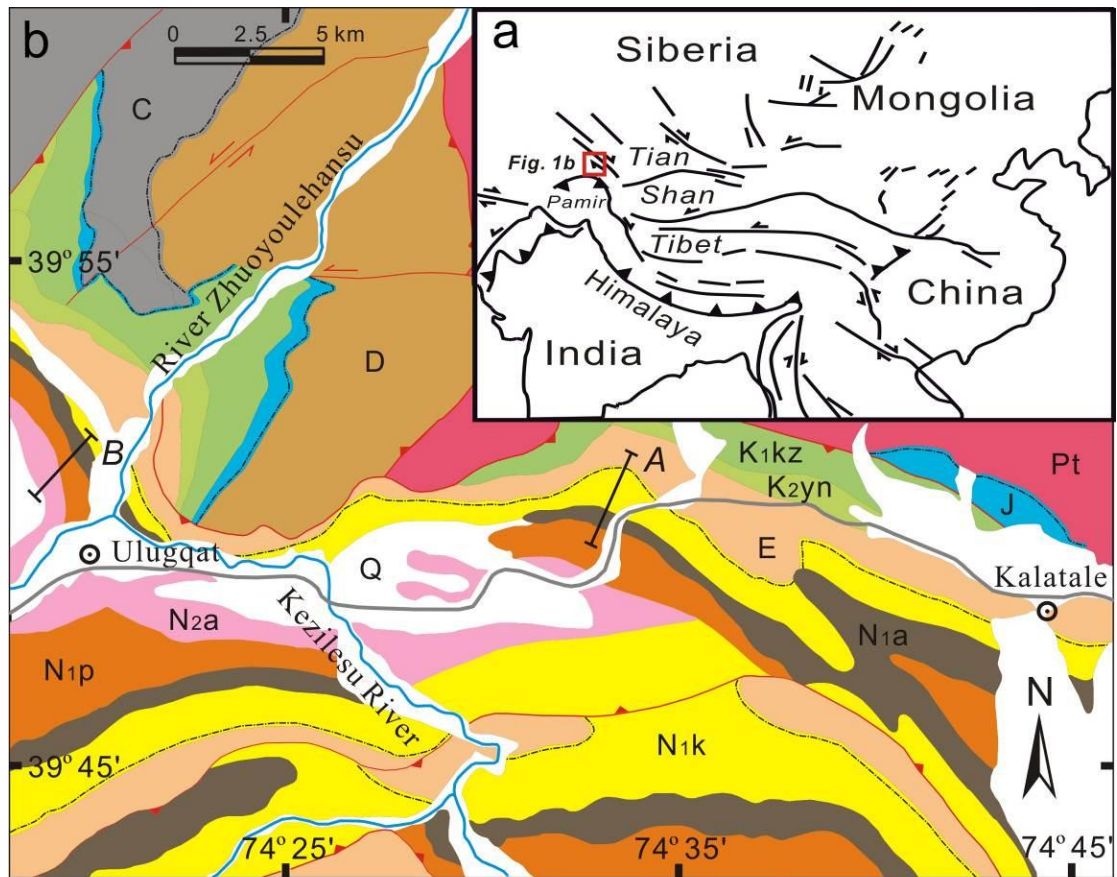 b
0 2.5 5 km
C
River Zhuoyoulehansu
39° 55'
D
B
A
Ulugqat
Q
N2a
Kezilesu River
N1p
39° 45'
74° 25'
74° 35'
74° 45'
K1kz
K2yn
Pt
J
E
Kalatale
N1a
N
N1k
a
Siberia
Mongolia
Fig. 1b
Tian
Shan
Pamir
Tibet
Himalaya
China
India